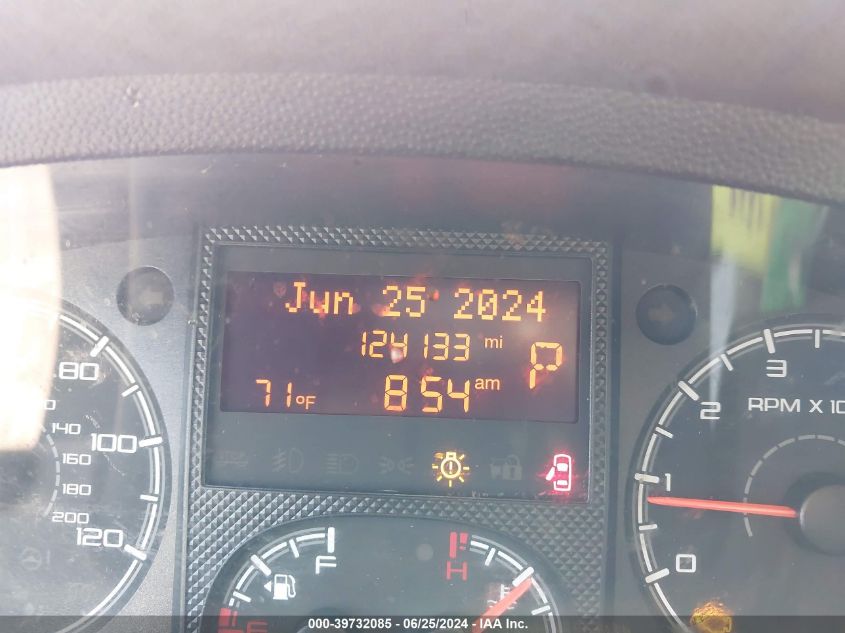 Jun 25 2024
124133 mi
P
71°F 8:54 am
80
140
100
160
180
200
120
F
H
3
2
RPM X 10
1
0
000-39732085 - 06/25/2024 - IAA Inc.